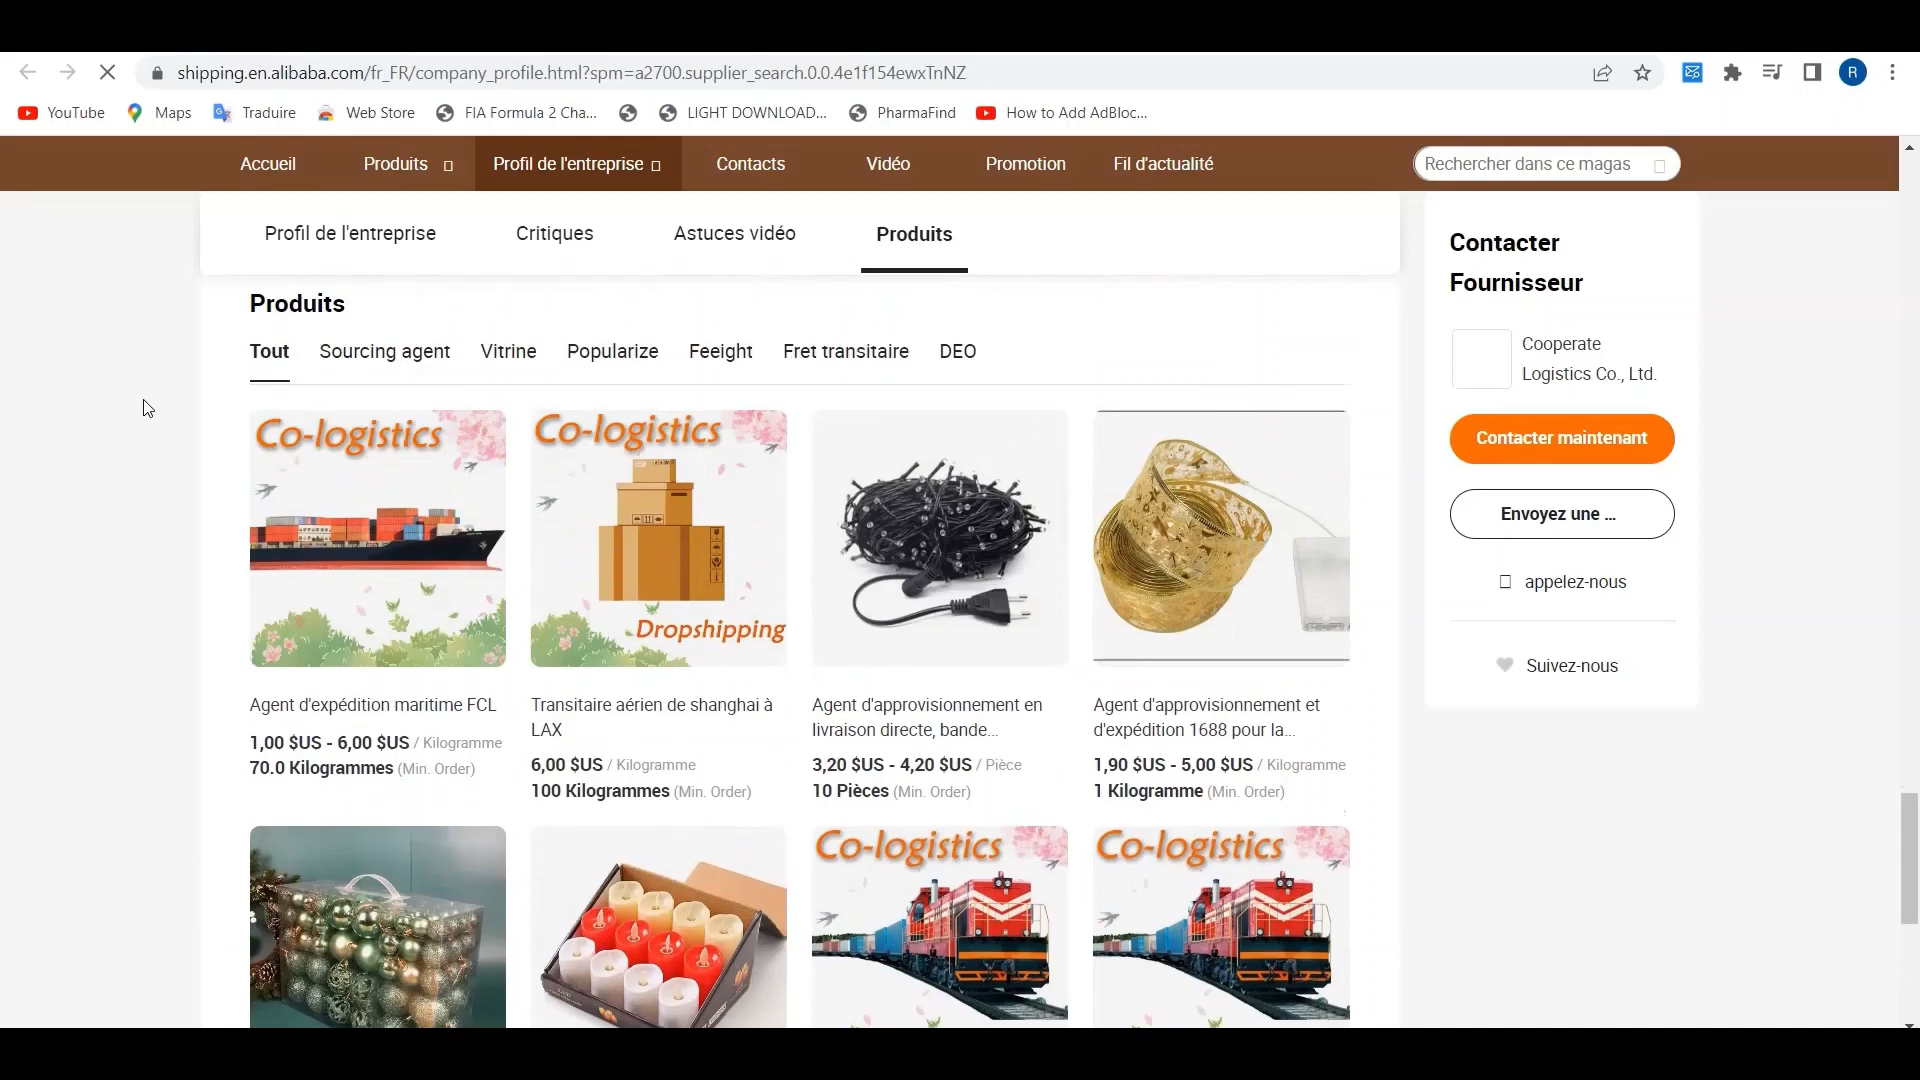 shipping.en.alibaba.com/fr_FR/company_profile.html?spm=a2700.supplier_search.0.0.4e1f154ewxTnNZ
R
YouTube Maps Traduire Web Store FIA Formula 2 Cha... LIGHT DOWNLOAD... PharmaFind How to Add AdBloc...
Accueil Produits Profil de l'entreprise Contacts Vidéo Promotion Fil d'actualité Rechercher dans ce magas
Profil de l'entreprise Critiques Astuces vidéo Produits
Produits
Tout Sourcing agent Vitrine Popularize Feeight Fret transitaire DEO
Co-logistics
Agent d'expédition maritime FCL
1,00 $US - 6,00 $US / Kilogramme
70.0 Kilogrammes (Min. Order)
Co-logistics
Dropshipping
Transitaire aérien de shanghai à
LAX
6,00 $US / Kilogramme
100 Kilogrammes (Min. Order)
Agent d'approvisionnement en
livraison directe, bande...
3,20 $US - 4,20 $US / Pièce
10 Pièces (Min. Order)
Agent d'approvisionnement et
d'expédition 1688 pour la...
1,90 $US - 5,00 $US / Kilogramme
1 Kilogramme (Min. Order)
Co-logistics
Co-logistics
Contacter
Fournisseur
Cooperate
Logistics Co., Ltd.
Contacter maintenant
Envoyez une ...
appelez-nous
Suivez-nous